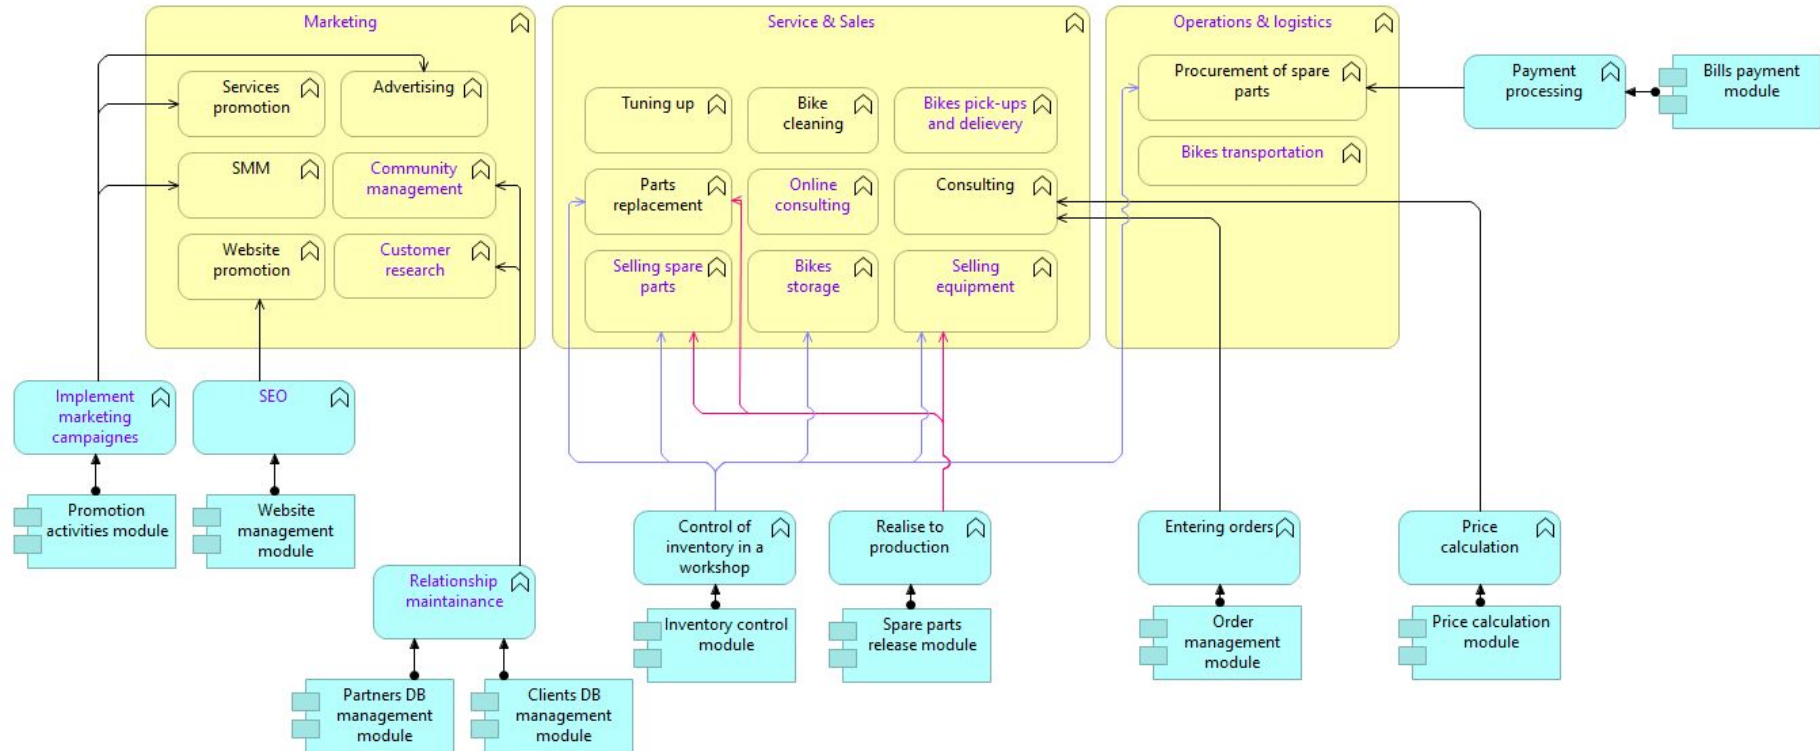 Marketing
Services
promotion
Advertising
SMM
Community
management
Website
promotion
Customer
research
Service & Sales
Tuning up
Bike
cleaning
Bikes pick-ups
and delievery
Parts
replacement
Online
consulting
Consulting
Selling spare
parts
Bikes
storage
Selling
equipment
Operations & logistics
Procurement of spare
parts
Bikes transportation
Payment
processing
Bills payment
module
Implement
marketing
campaignes
SEO
Promotion
activities module
Website
management
module
Relationship
maintainance
Partners DB
management
module
Clients DB
management
module
Control of
inventory in a
workshop
Realise to
production
Inventory control
module
Spare parts
release module
Entering orders
Price
calculation
Order
management
module
Price calculation
module